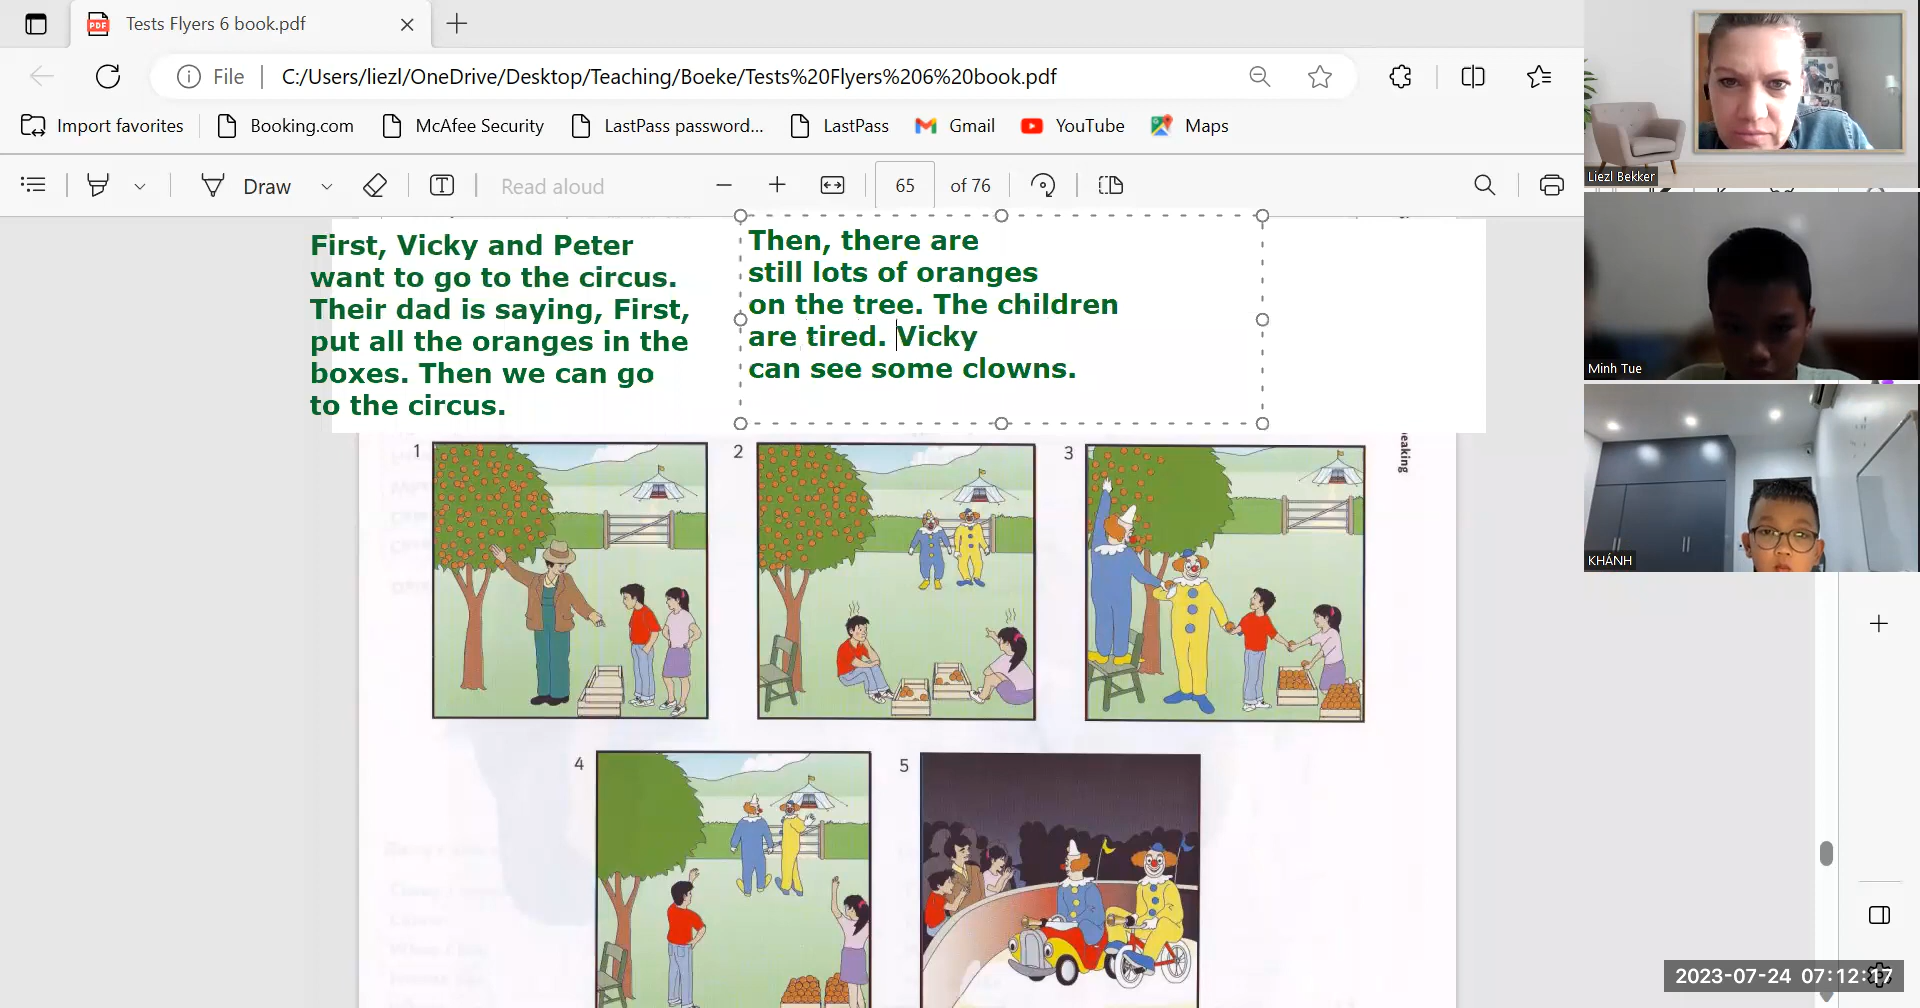 Tests Flyers 6 book.pdf
File
C:/Users/liezl/OneDrive/Desktop/Teaching/Boeke/Tests%20Flyers%206%20book.pdf
Import favorites
Booking.com
McAfee Security
LastPass password...
LastPass
Gmail
YouTube
Maps
Draw
Read aloud
65
of 76
First, Vicky and Peter
want to go to the circus.
Their dad is saying, First,
put all the oranges in the
boxes. Then we can go
to the circus.
Then, there are
still lots of oranges
on the tree. The children
are tired. Vicky
can see some clowns.
eaking
1
2
3
4
5
Liezl Bekker
Minh Tue
KHÁNH
2023-07-24 07:12:17